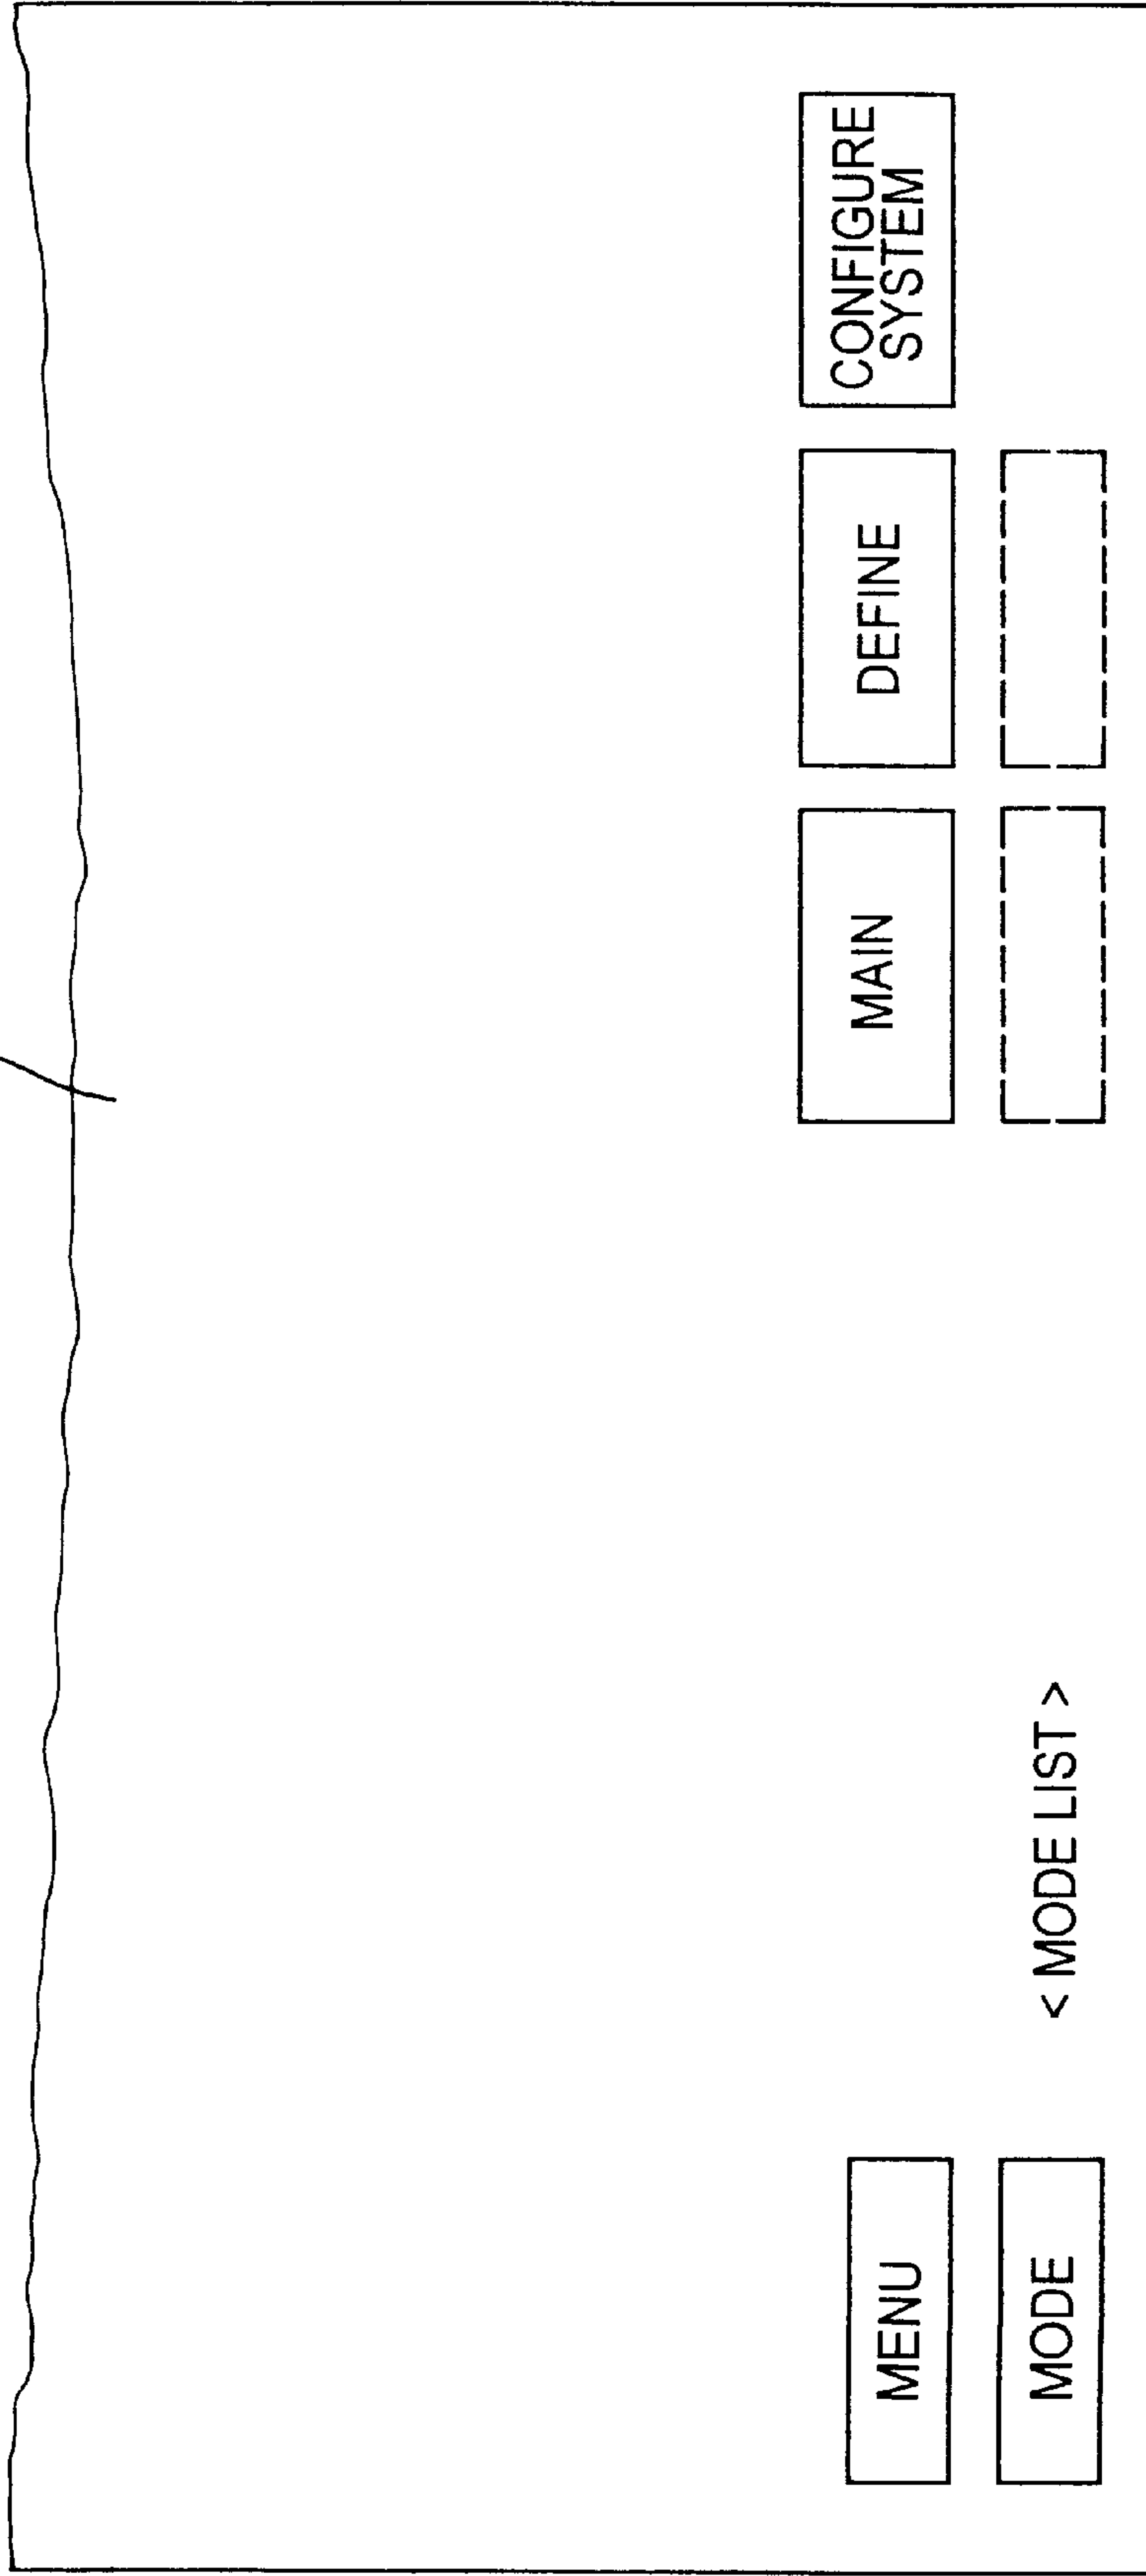 MENU
MAIN
DEFINE
CONFIGURE
SYSTEM
MODE
< MODE LIST >